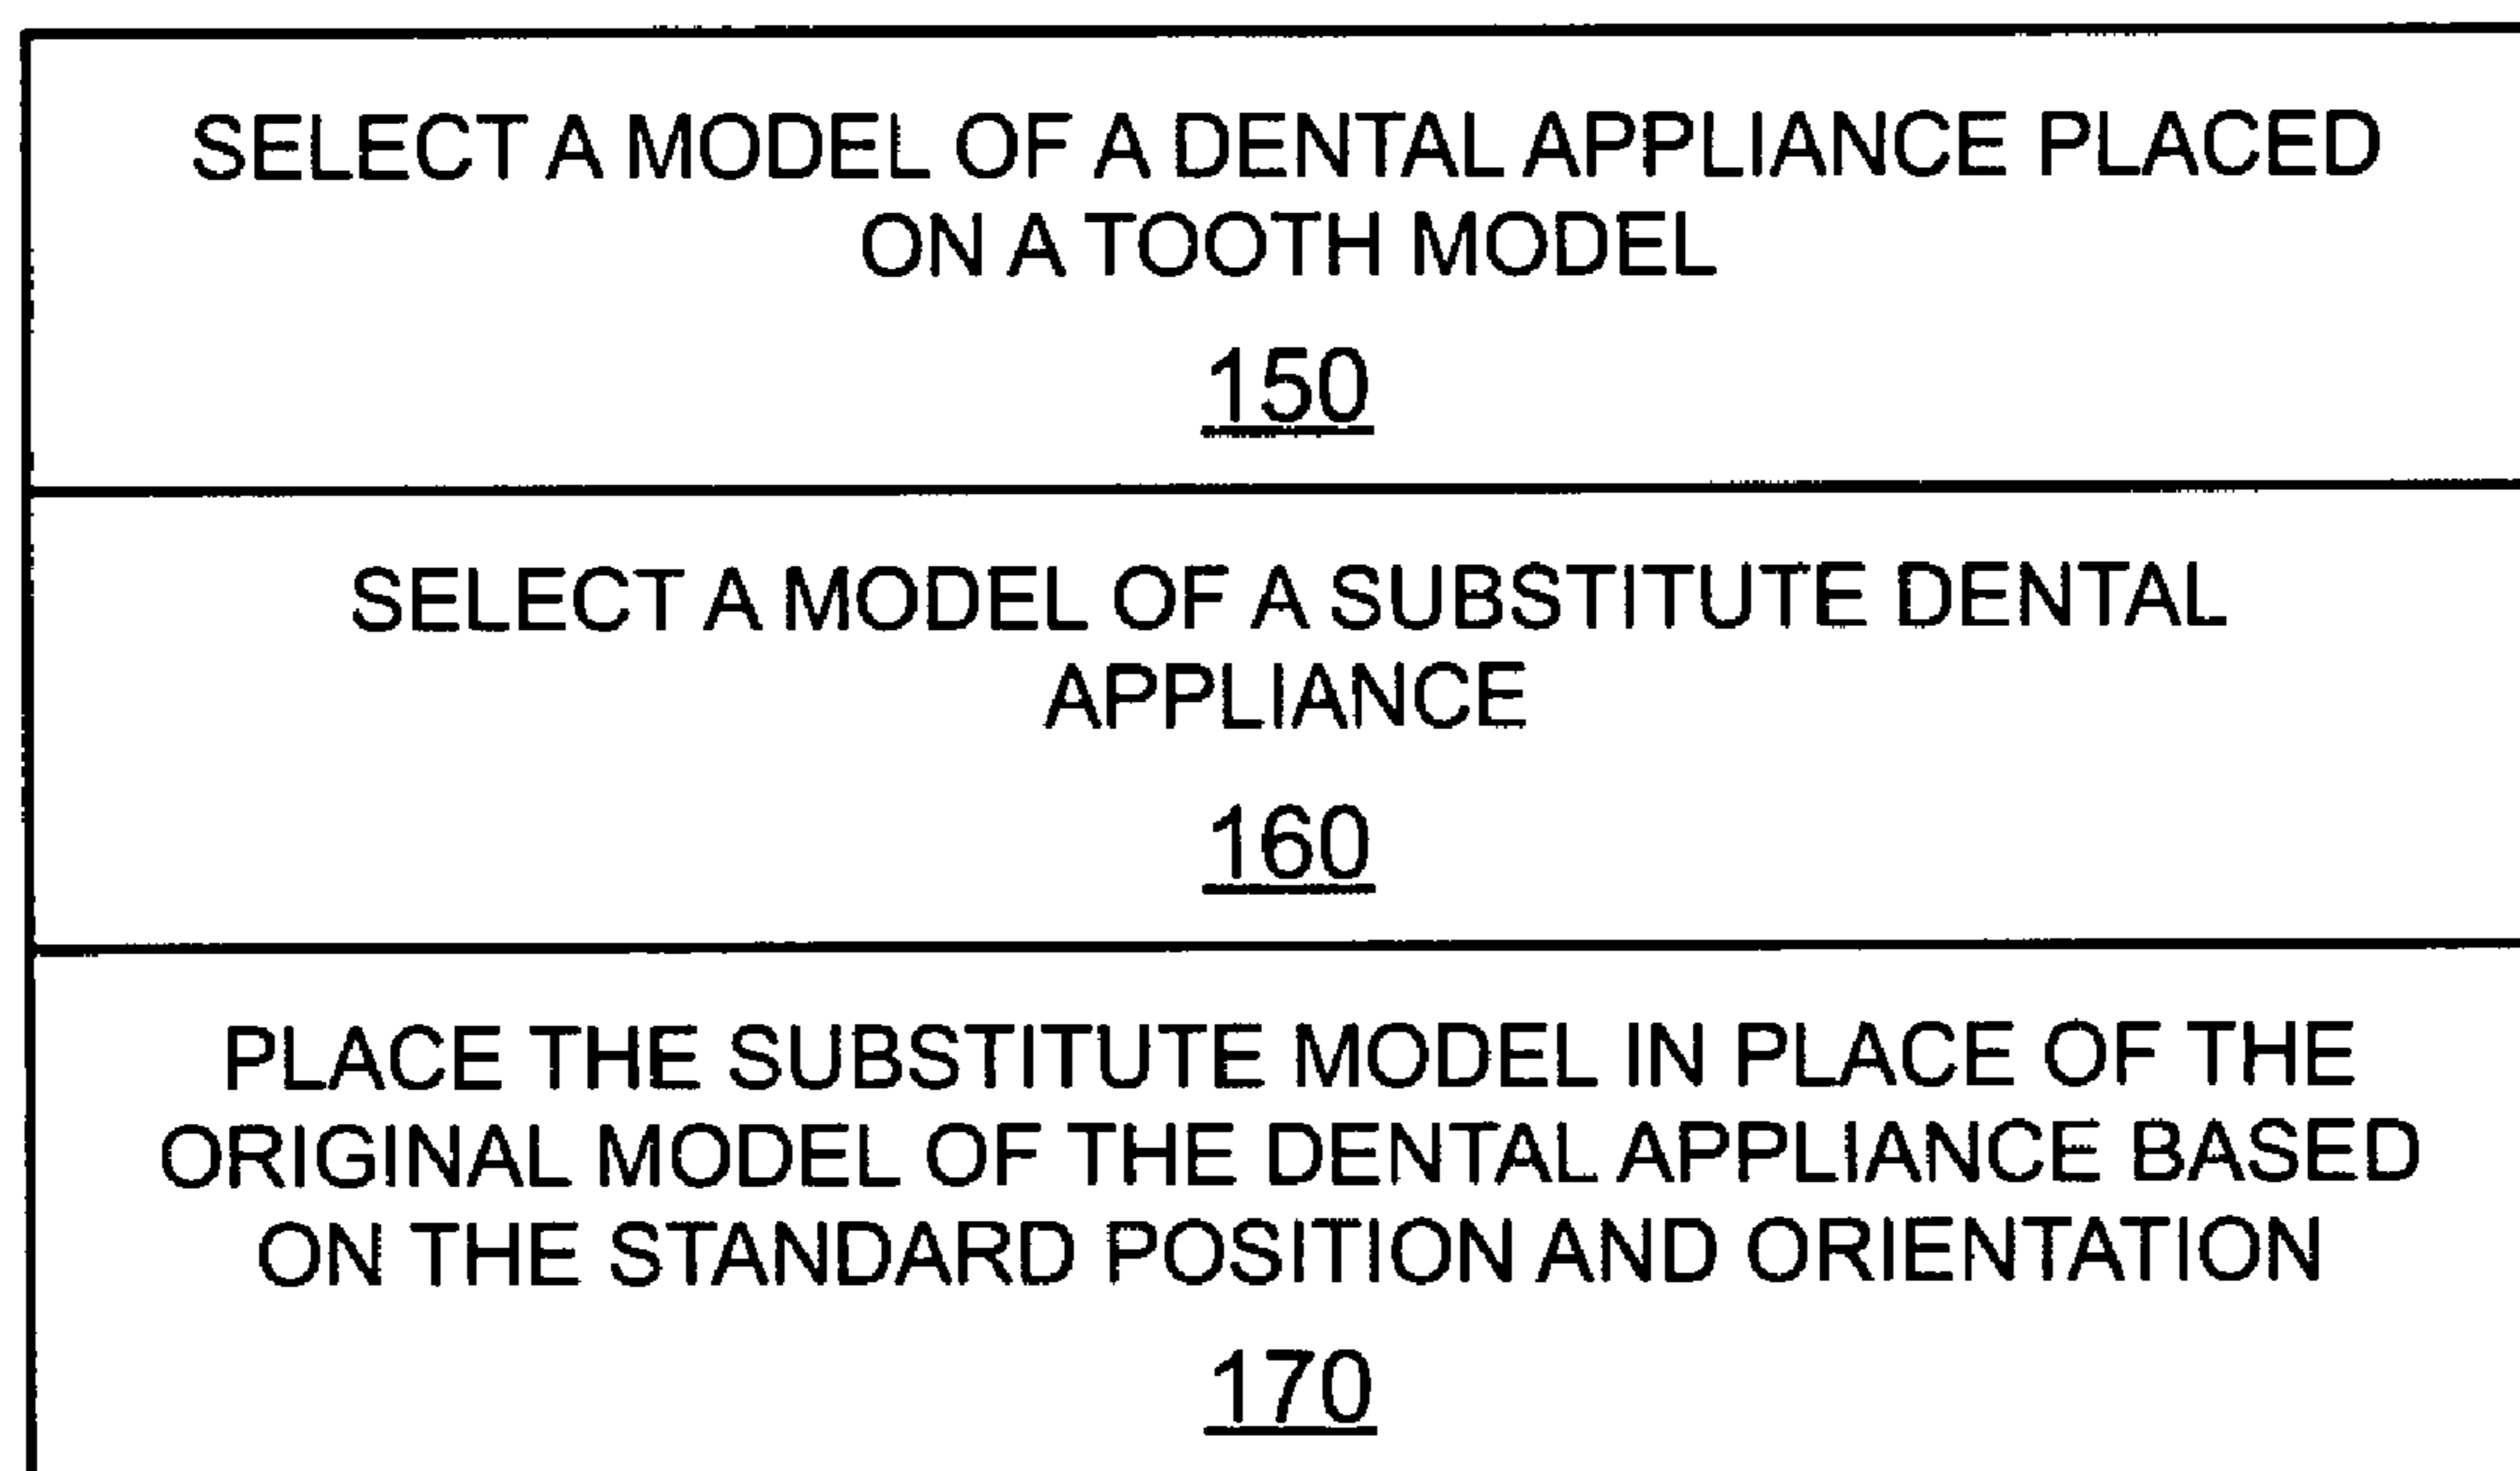 SELECT A MODEL OF A DENTAL APPLIANCE PLACED
ON A TOOTH MODEL
150
SELECT A MODEL OF A SUBSTITUTE DENTAL
APPLIANCE
160
PLACE THE SUBSTITUTE MODEL IN PLACE OF THE
ORIGINAL MODEL OF THE DENTAL APPLIANCE BASED
ON THE STANDARD POSITION AND ORIENTATION
170